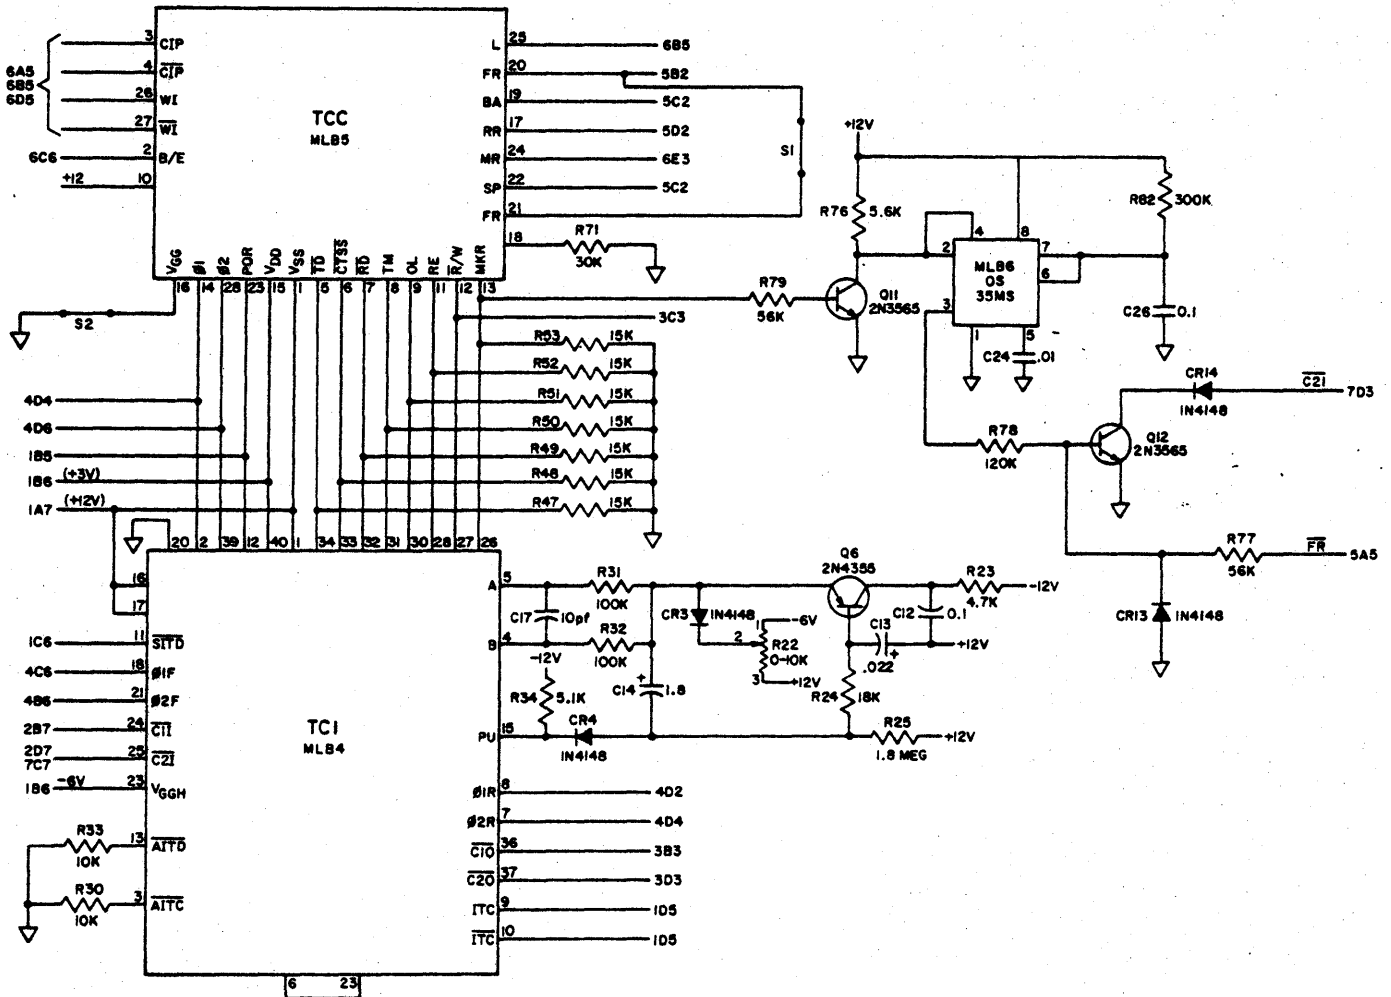 TCC
MLB5
3 CIP
4 CIP
26 WI
27 WI
2 B/E
10
6A5
6B5
6D5
6C6
+12
L 25 6B5
FR 20 5B2
BA 19 5C2
RR 17 5D2
MR 24 6E3
SP 22 5C2
FR 21
18 R71
30K
S1
VGG Ø1 Ø2 POR VDD VSS TD CTSS RD TM OL RE R/W MKR
16 14 28 23 15 1 5 6 7 8 9 11 12 13
S2
3C3
R53 15K
R52 15K
R51 15K
R50 15K
R49 15K
R48 15K
R47 15K
4D4
4D6
1B5
1B6 (+3V)
1A7 (+12V)
+12V
R76 5.6K
R82 300K
R79
56K
Q11
2N3565
4 8
2 7
6
3
1 5
MLB6
OS
35MS
C26 0.1
C24 .01
CR14
1N4148
C21 7D3
R78
120K
Q12
2N3565
R77
56K
FR 5A5
CR13 1N4148
20 2 39 12 40 1 34 33 32 31 30 28 27 26
TCI
MLB4
16
17
1C6 11 SITD
4C6 18 Ø1F
4B6 21 Ø2F
2B7 24 C1I
2D7
7C7 25 C2I
1B6 -6V 23 VGGH
R33
10K
13 AITD
R30
10K
3 AITC
A 5
R31
100K
C17 10pf
B 4
R32
100K
-12V
R34 5.1K
PU 15
CR4
1N4148
C14 + 1.8
CR3 1N4148
1 -6V
2
R22
0-10K
3 +12V
Q6
2N4355
R23
4.7K
-12V
C12 0.1
C13
.022 +
+12V
R24 18K
R25
1.8 MEG
+12V
Ø1R 8 4D2
Ø2R 7 4D4
C1O 36 3B3
C2O 37 3D3
ITC 9 1D5
ITC 10 1D5
6 23